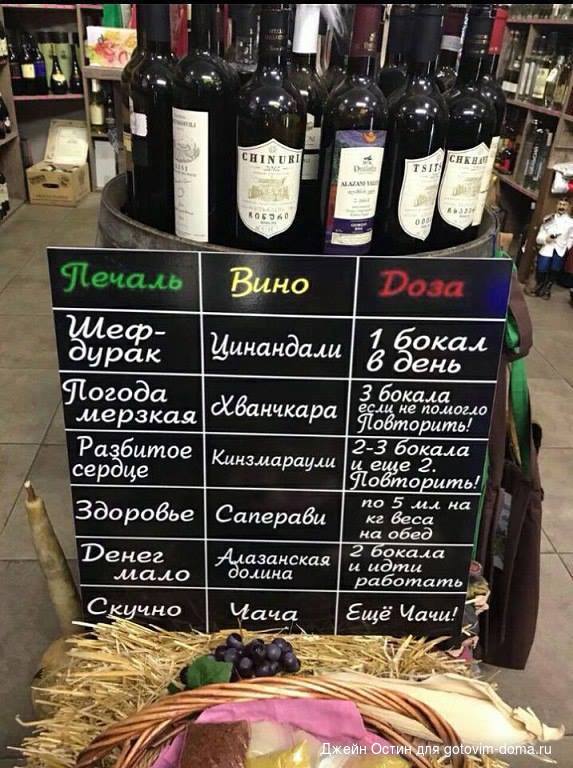 CHINURI
ALAZANI VALLEY
TSITS
CHKHAVE
Печаль Вино Доза
Шеф-
дурак
Цинандали
1 бокал
в день
Погода
мерзкая
Хванчкара
3 бокала
если не помогло
Повторить!
Разбитое
сердце
Кинзмараули
2-3 бокала
и еще 2.
Повторить!
Здоровье
Саперави
по 5 мл на
кг веса
на обед
Денег
мало
Алазанская
долина
2 бокала
и идти
работать
Скучно
Чача
Ещё Чачи!
Джейн Остин для gotovim-doma.ru